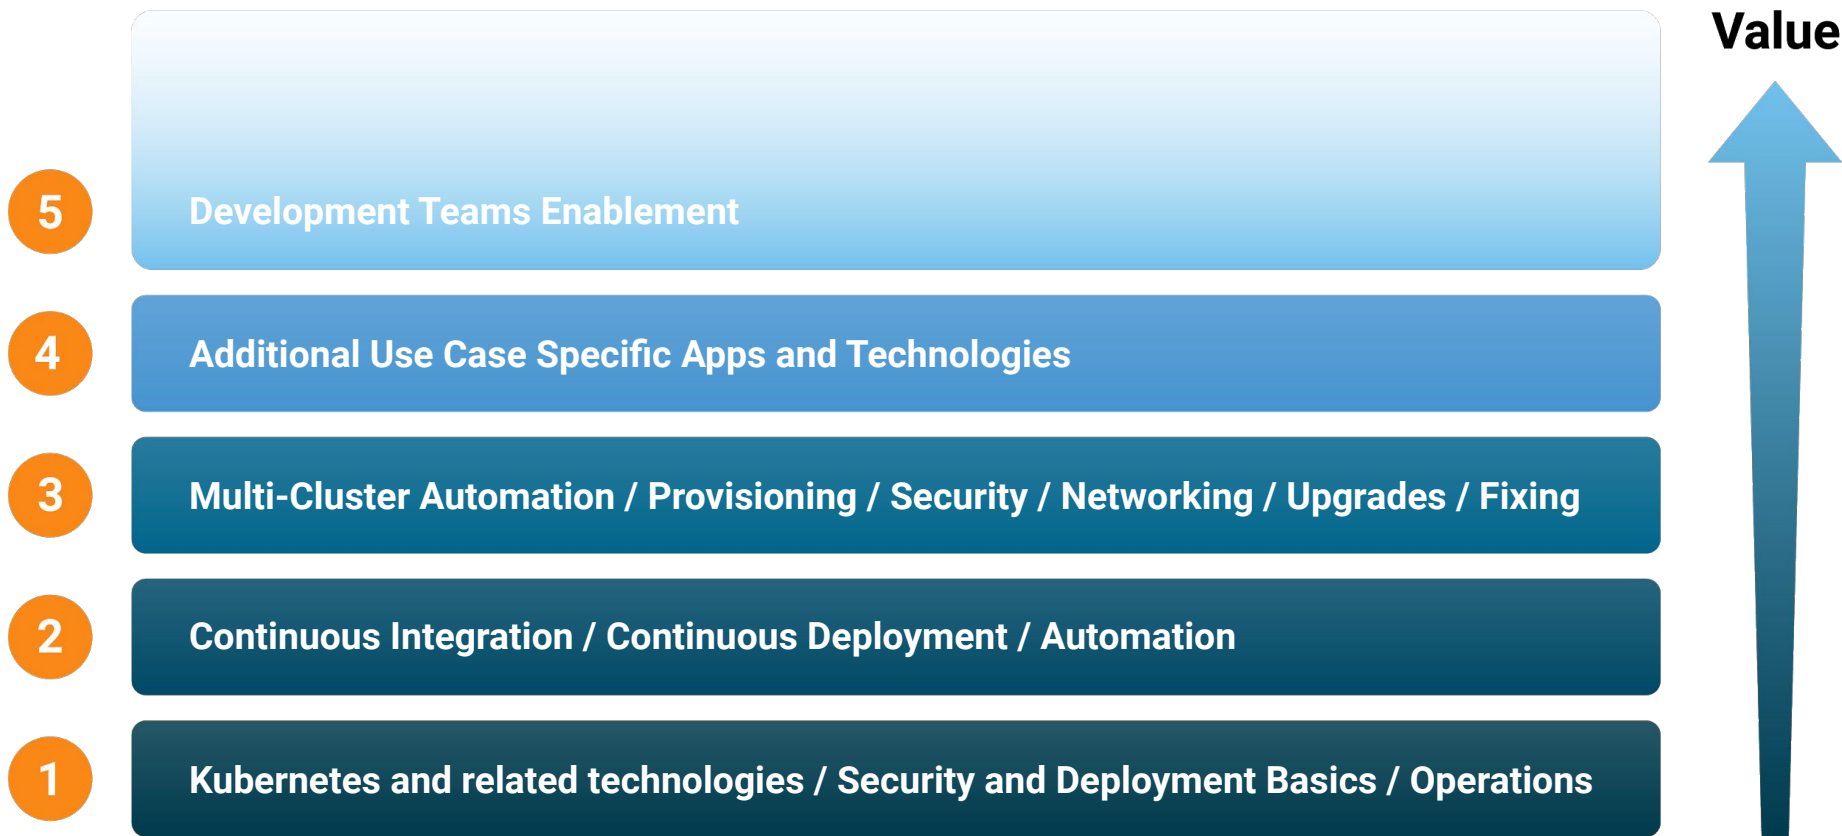 Value
5
Development Teams Enablement
4
Additional Use Case Specific Apps and Technologies
3
Multi-Cluster Automation / Provisioning / Security / Networking / Upgrades / Fixing
2
Continuous Integration / Continuous Deployment / Automation
1
Kubernetes and related technologies / Security and Deployment Basics / Operations